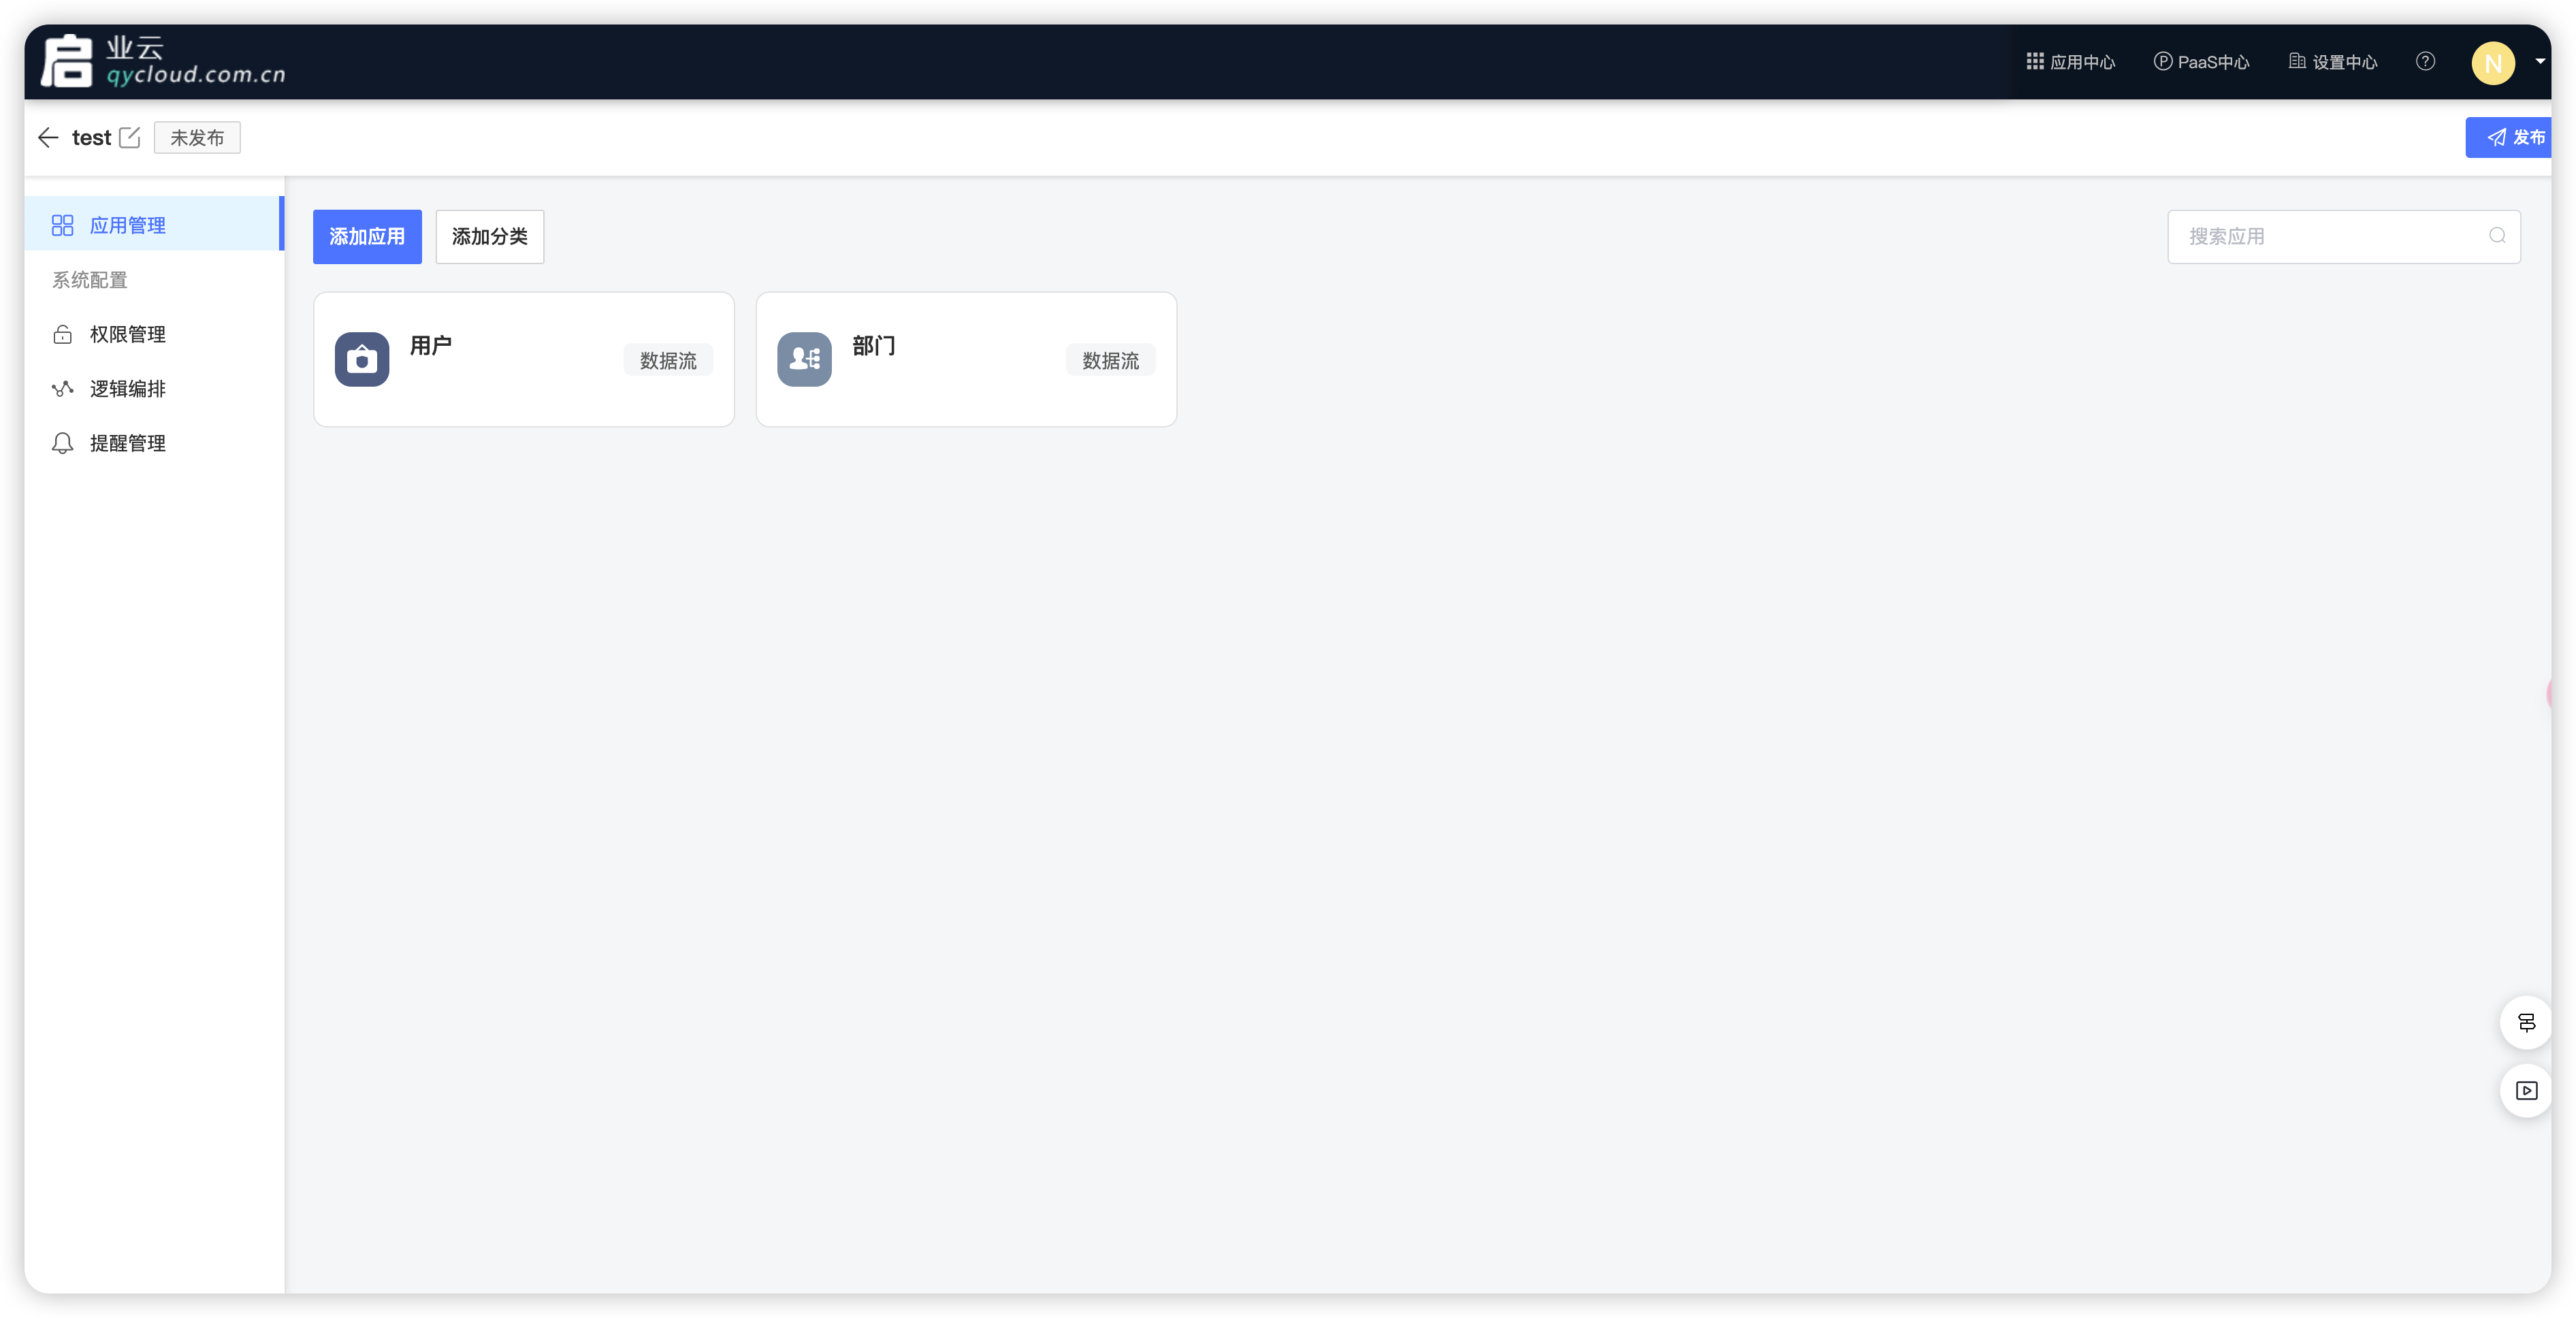 启 业云
qycloud.com.cn
应用中心 PaaS中心 设置中心 N
test 未发布 发布
应用管理
系统配置
权限管理
逻辑编排
提醒管理
添加应用 添加分类 搜索应用
用户 数据流
部门 数据流